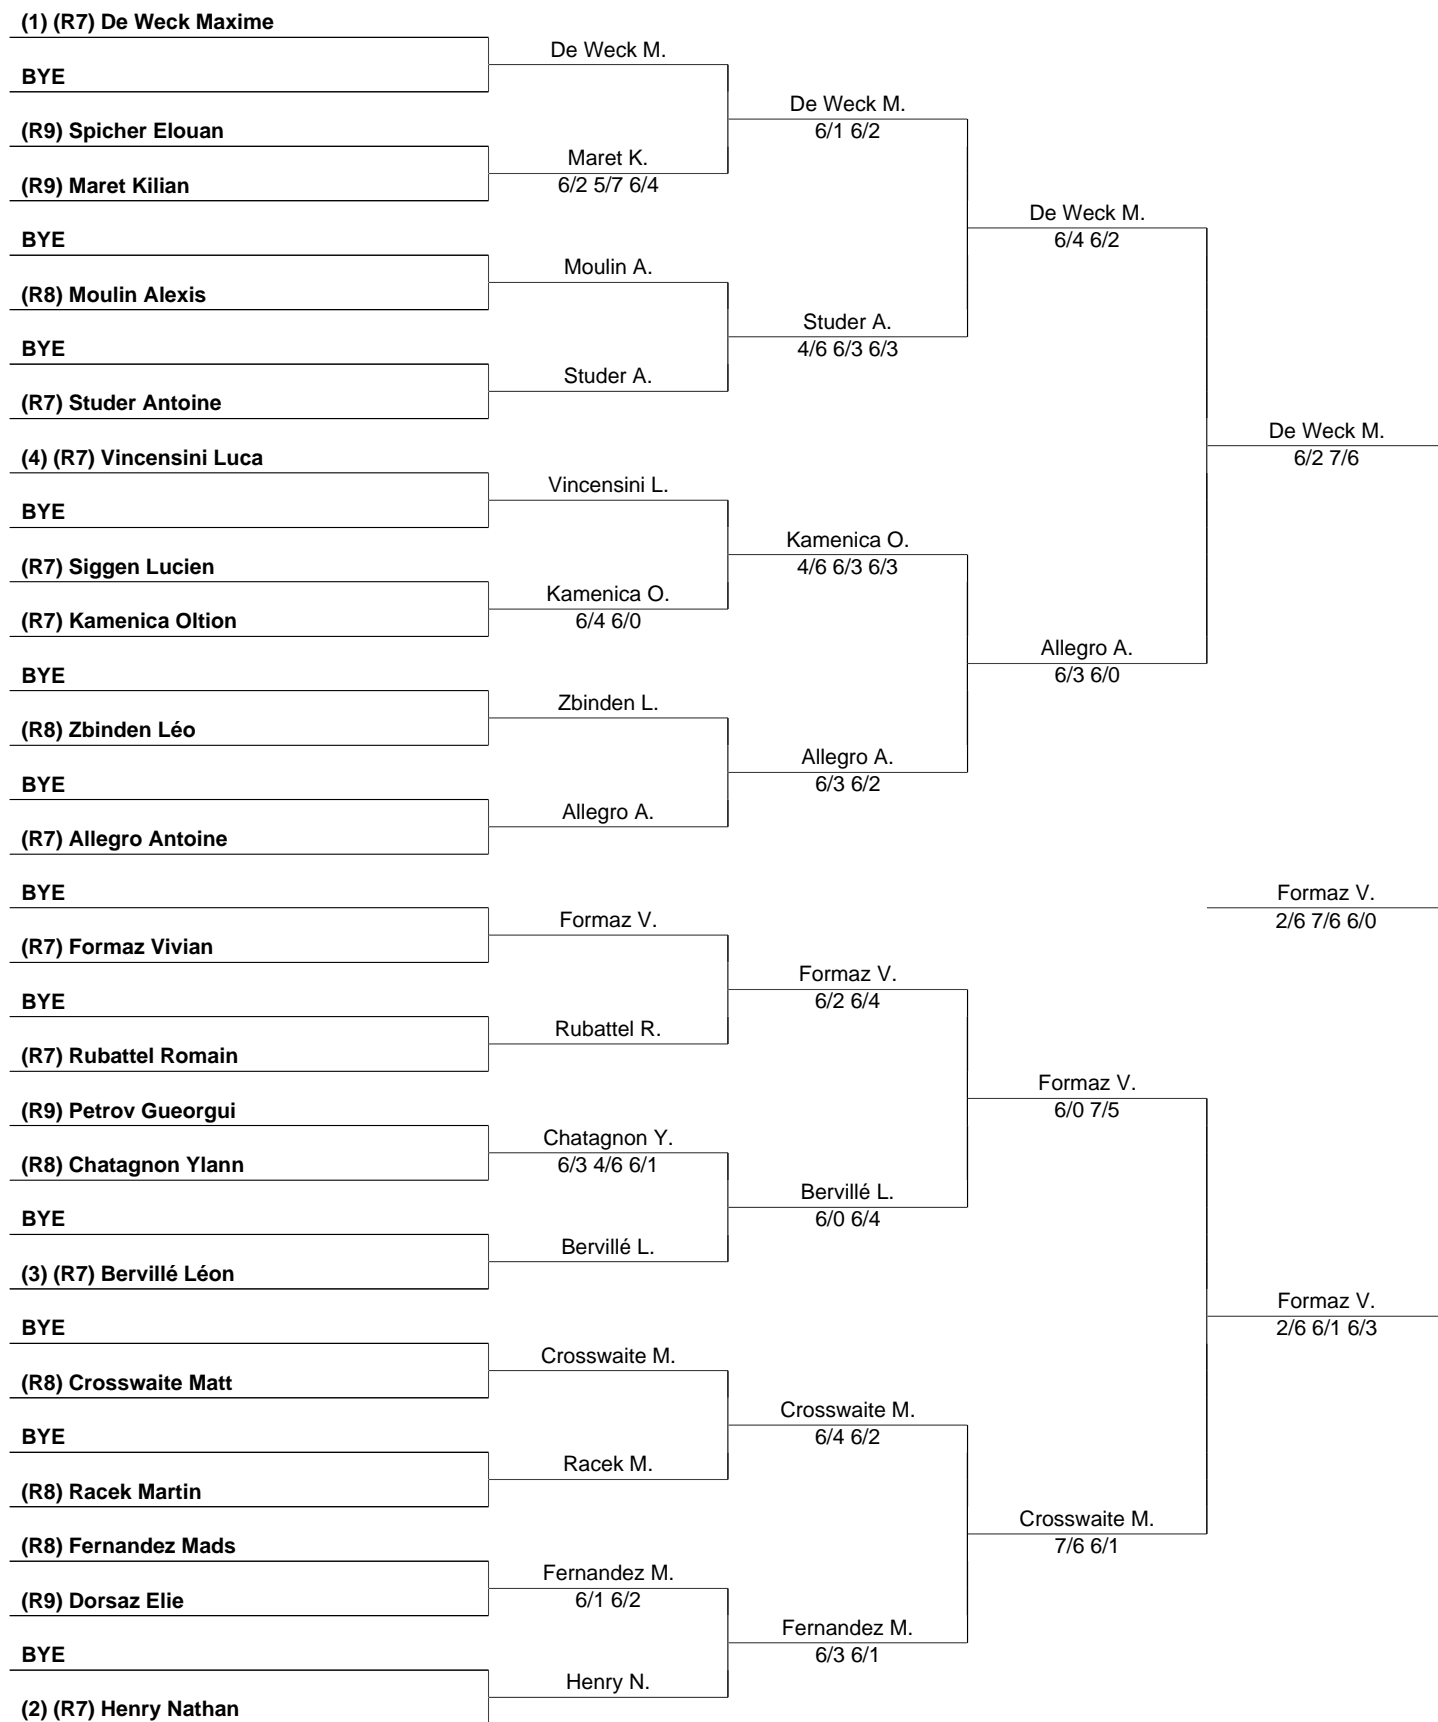 (1) (R7) De Weck Maxime
BYE
(R9) Spicher Elouan
(R9) Maret Kilian
BYE
(R8) Moulin Alexis
BYE
(R7) Studer Antoine
(4) (R7) Vincensini Luca
BYE
(R7) Siggen Lucien
(R7) Kamenica Oltion
BYE
(R8) Zbinden Léo
BYE
(R7) Allegro Antoine
BYE
(R7) Formaz Vivian
BYE
(R7) Rubattel Romain
(R9) Petrov Gueorgui
(R8) Chatagnon Ylann
BYE
(3) (R7) Bervillé Léon
BYE
(R8) Crosswaite Matt
BYE
(R8) Racek Martin
(R8) Fernandez Mads
(R9) Dorsaz Elie
BYE
(2) (R7) Henry Nathan
De Weck M.
Maret K.
6/2 5/7 6/4
Moulin A.
Studer A.
Vincensini L.
Kamenica O.
6/4 6/0
Zbinden L.
Allegro A.
Formaz V.
Rubattel R.
Chatagnon Y.
6/3 4/6 6/1
Bervillé L.
Crosswaite M.
Racek M.
Fernandez M.
6/1 6/2
Henry N.
De Weck M.
6/1 6/2
Studer A.
4/6 6/3 6/3
Kamenica O.
4/6 6/3 6/3
Allegro A.
6/3 6/2
Formaz V.
6/2 6/4
Bervillé L.
6/0 6/4
Crosswaite M.
6/4 6/2
Fernandez M.
6/3 6/1
De Weck M.
6/4 6/2
Allegro A.
6/3 6/0
Formaz V.
6/0 7/5
Crosswaite M.
7/6 6/1
De Weck M.
6/2 7/6
Formaz V.
2/6 7/6 6/0
Formaz V.
2/6 6/1 6/3